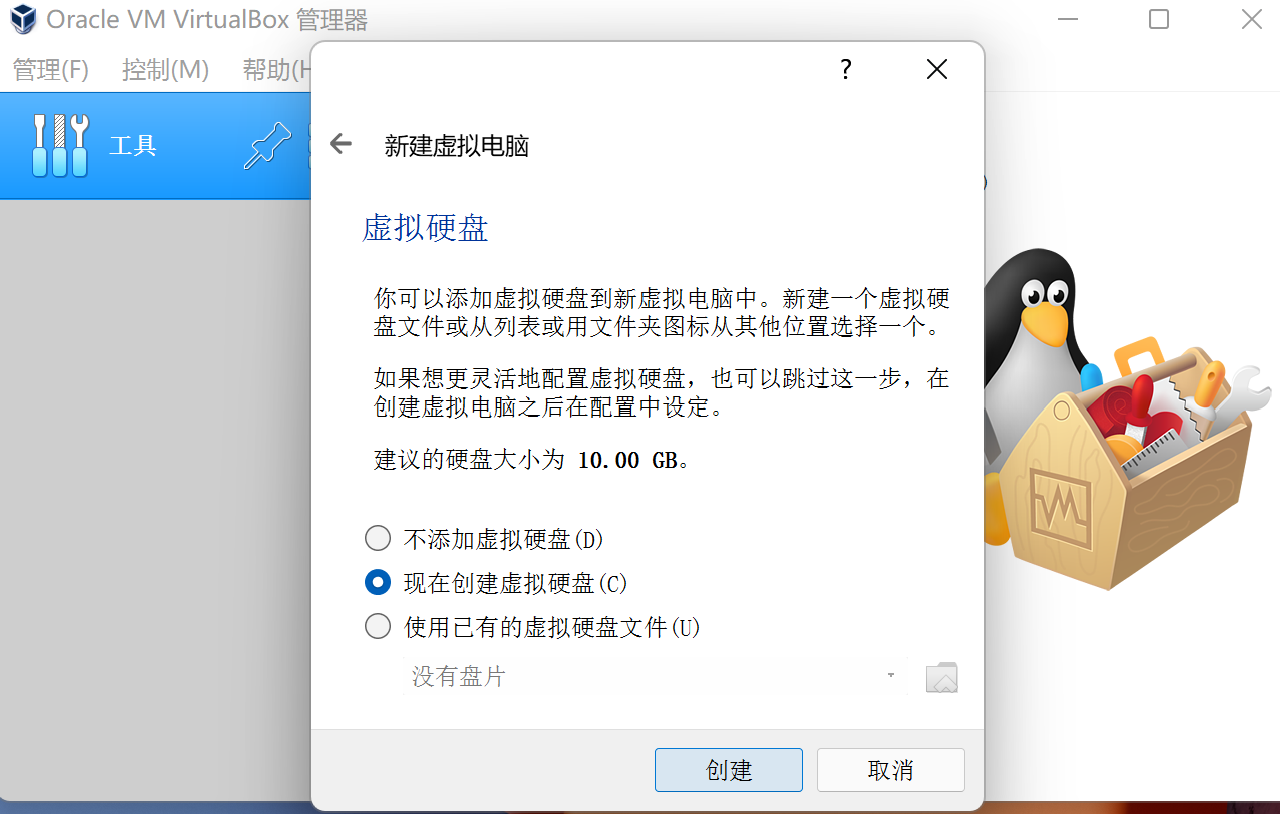 Oracle VM VirtualBox 管理器
管理(F) 控制(M) 帮助(H
工具
?
新建虚拟电脑
虚拟硬盘
你可以添加虚拟硬盘到新虚拟电脑中。新建一个虚拟硬
盘文件或从列表或用文件夹图标从其他位置选择一个。
如果想更灵活地配置虚拟硬盘，也可以跳过这一步，在
创建虚拟电脑之后在配置中设定。
建议的硬盘大小为 10.00 GB。
不添加虚拟硬盘(D)
现在创建虚拟硬盘(C)
使用已有的虚拟硬盘文件(U)
没有盘片
创建 取消